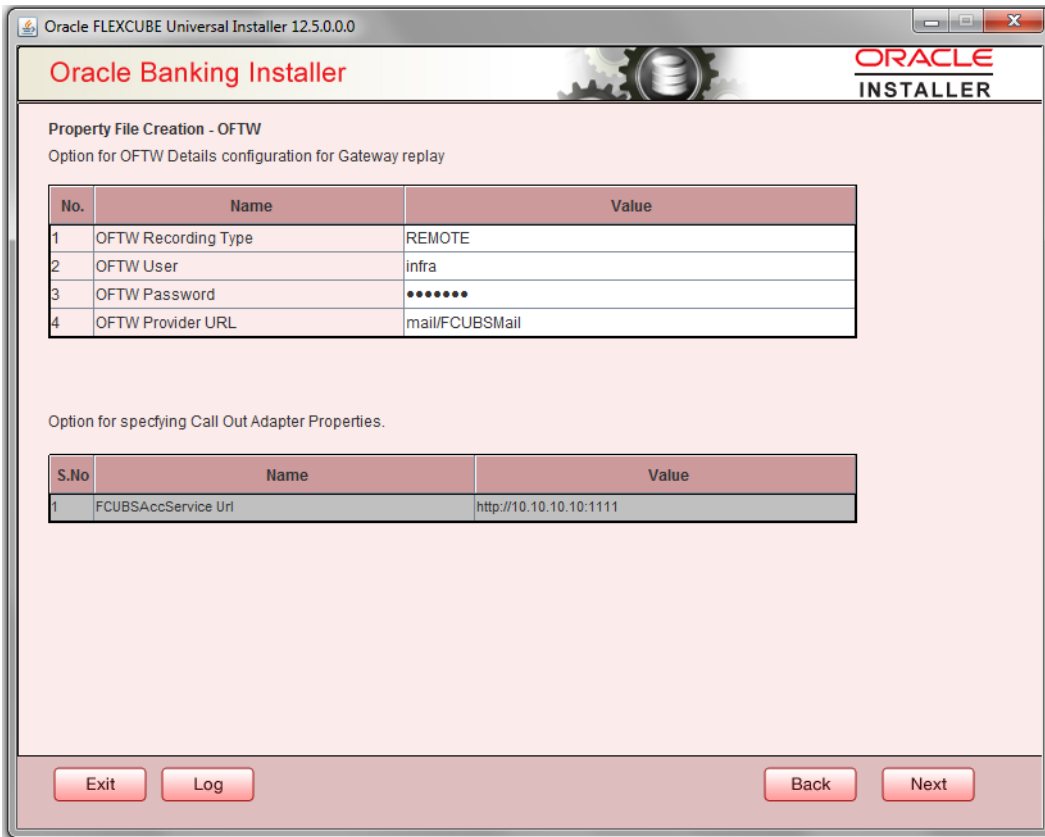 Oracle FLEXCUBE Universal Installer 12.5.0.0.0
Oracle Banking Installer
ORACLE
INSTALLER
Property File Creation - OFTW
Option for OFTW Details configuration for Gateway replay
No. Name Value
1 OFTW Recording Type REMOTE
2 OFTW User infra
3 OFTW Password •••••••
4 OFTW Provider URL mail/FCUBSMail
Option for specfying Call Out Adapter Properties.
S.No Name Value
1 FCUBSAccService Url http://10.10.10.10:1111
Exit Log Back Next